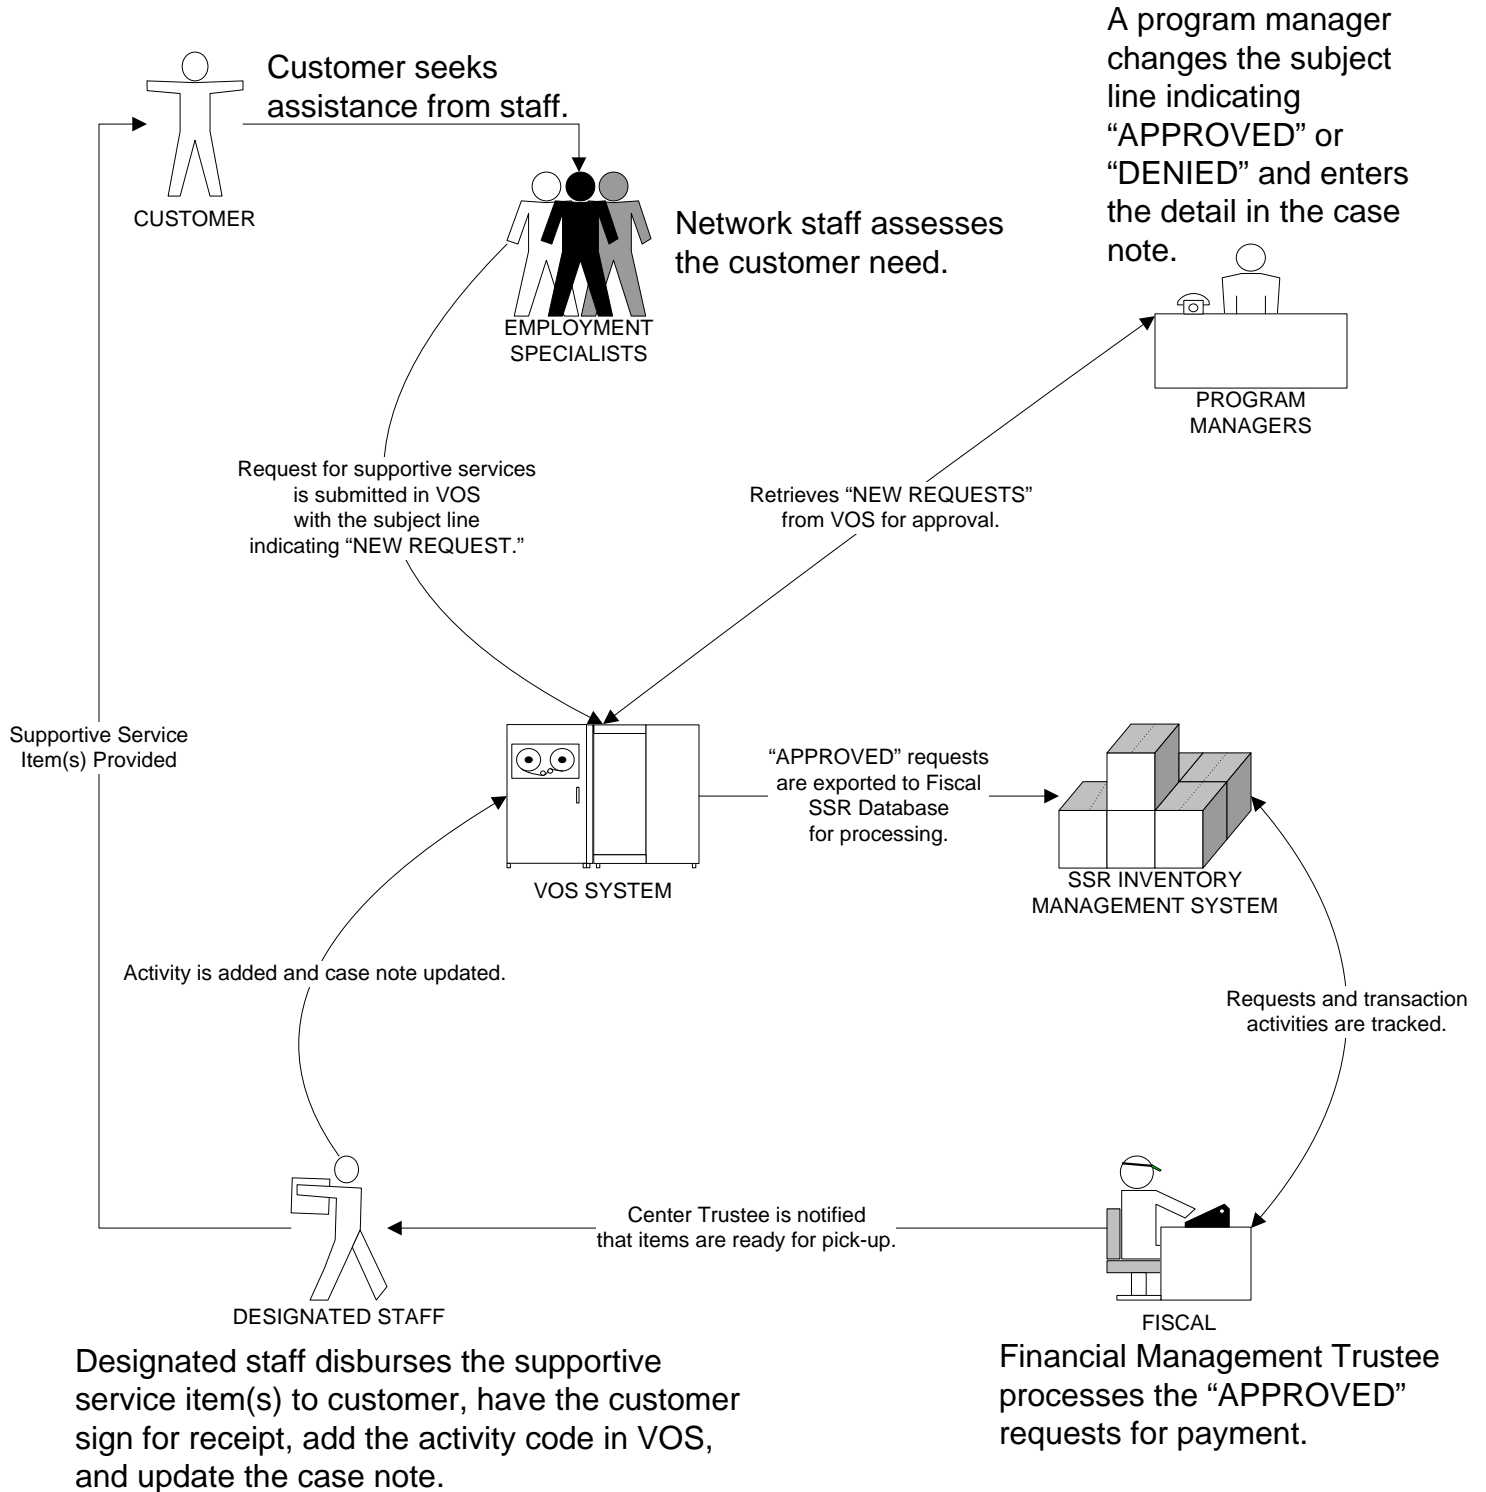 A program manager
changes the subject
line indicating
“APPROVED” or
“DENIED” and enters
the detail in the case
note.
Customer seeks
assistance from staff.
CUSTOMER
Network staff assesses
the customer need.
EMPLOYMENT
SPECIALISTS
PROGRAM
MANAGERS
Request for supportive services
is submitted in VOS
with the subject line
indicating “NEW REQUEST.”
Retrieves “NEW REQUESTS”
from VOS for approval.
Supportive Service
Item(s) Provided
“APPROVED” requests
are exported to Fiscal
SSR Database
for processing.
VOS SYSTEM
SSR INVENTORY
MANAGEMENT SYSTEM
Activity is added and case note updated.
Requests and transaction
activities are tracked.
Center Trustee is notified
that items are ready for pick-up.
DESIGNATED STAFF
FISCAL
Designated staff disburses the supportive
service item(s) to customer, have the customer
sign for receipt, add the activity code in VOS,
and update the case note.
Financial Management Trustee
processes the “APPROVED”
requests for payment.